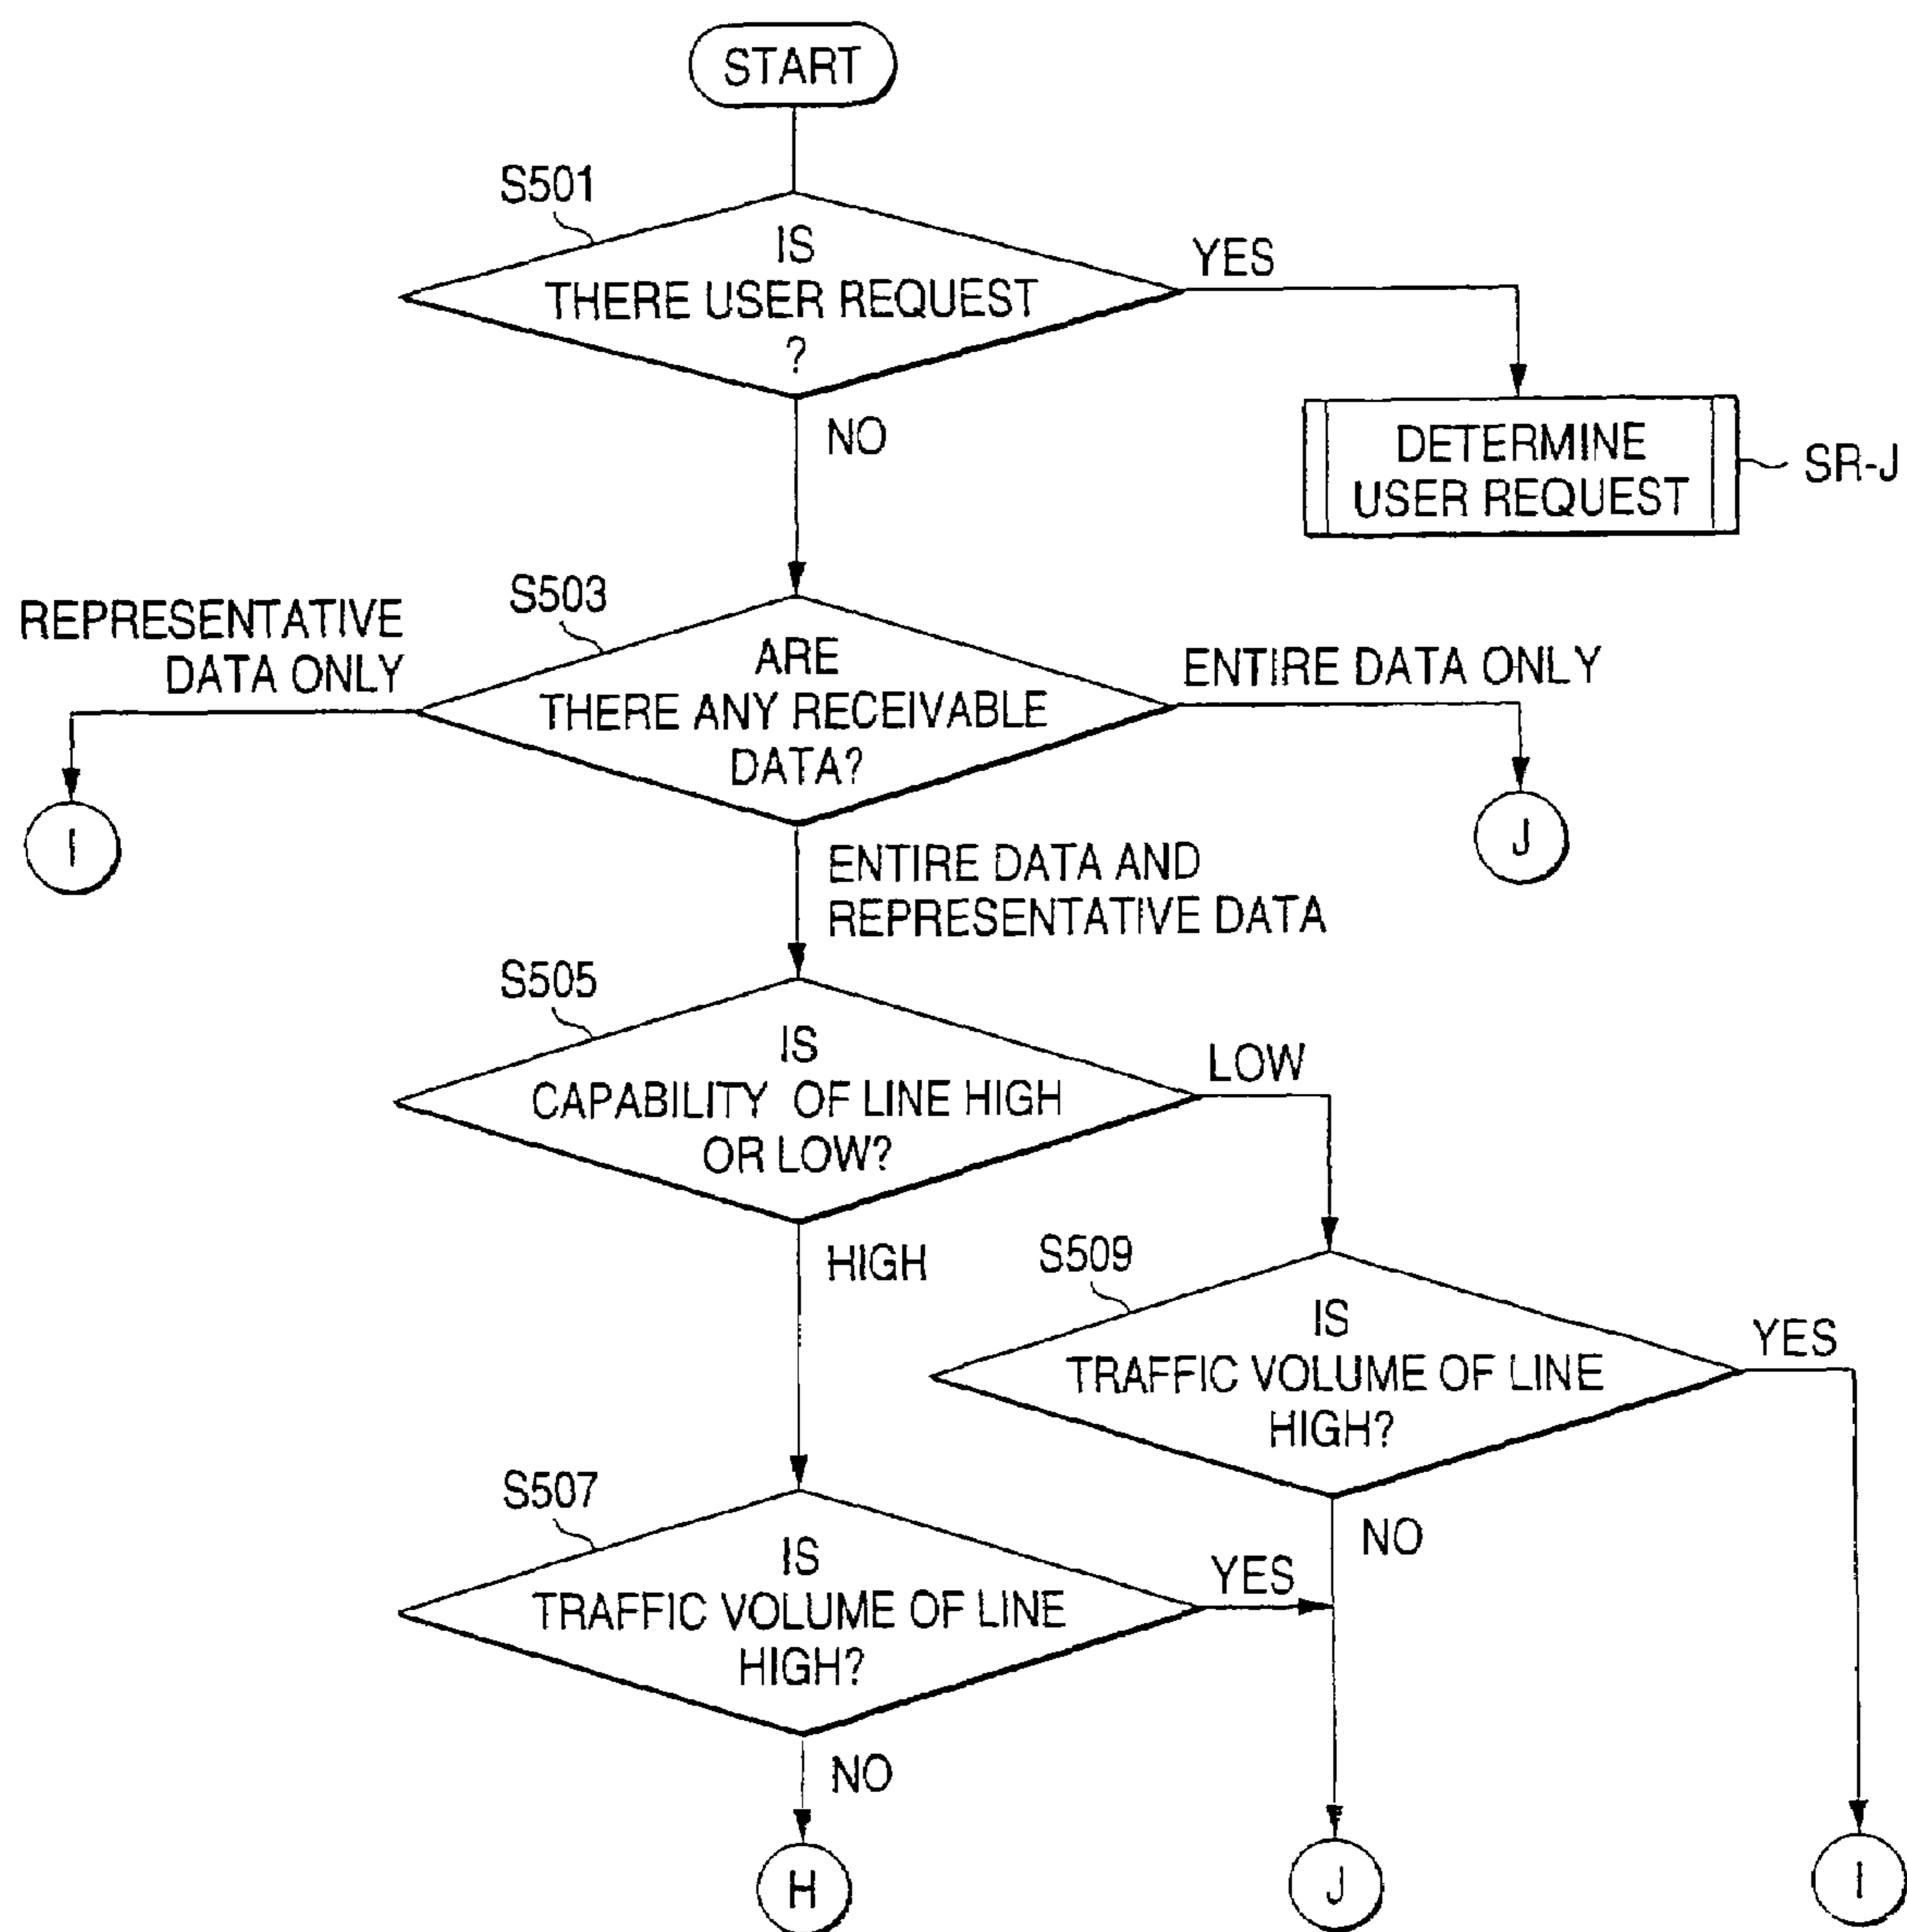 START
S501
IS
THERE USER REQUEST
?
YES
NO
DETERMINE
USER REQUEST
SR-J
S503
REPRESENTATIVE
DATA ONLY
ARE
THERE ANY RECEIVABLE
DATA?
ENTIRE DATA ONLY
I
J
ENTIRE DATA AND
REPRESENTATIVE DATA
S505
IS
CAPABILITY OF LINE HIGH
OR LOW?
LOW
HIGH
S509
IS
TRAFFIC VOLUME OF LINE
HIGH?
YES
NO
S507
IS
TRAFFIC VOLUME OF LINE
HIGH?
YES
NO
H
J
I